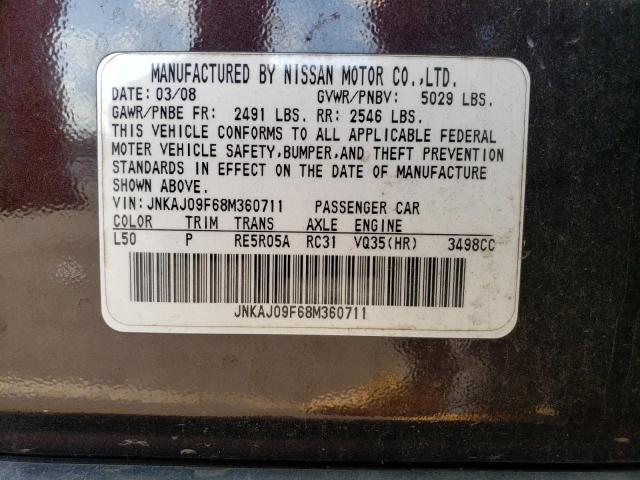 MANUFACTURED BY NISSAN MOTOR CO.,LTD.
DATE: 03/08 GVWR/PNBV: 5029 LBS.
GAWR/PNBE FR: 2491 LBS. RR: 2546 LBS.
THIS VEHICLE CONFORMS TO ALL APPLICABLE FEDERAL
MOTER VEHICLE SAFETY,BUMPER,AND THEFT PREVENTION
STANDARDS IN EFFECT ON THE DATE OF MANUFACTURE
SHOWN ABOVE.
VIN: JNKAJ09F68M360711 PASSENGER CAR
COLOR TRIM TRANS AXLE ENGINE
L50 P RE5R05A RC31 VQ35(HR) 3498CC
JNKAJ09F68M360711